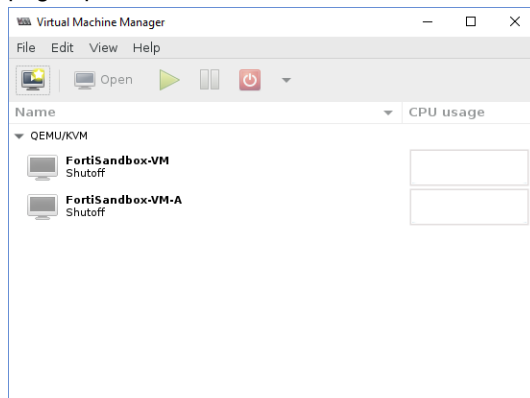 Virtual Machine Manager
File Edit View Help
Open
Name CPU usage
QEMU/KVM
FortiSandbox-VM
Shutoff
FortiSandbox-VM-A
Shutoff